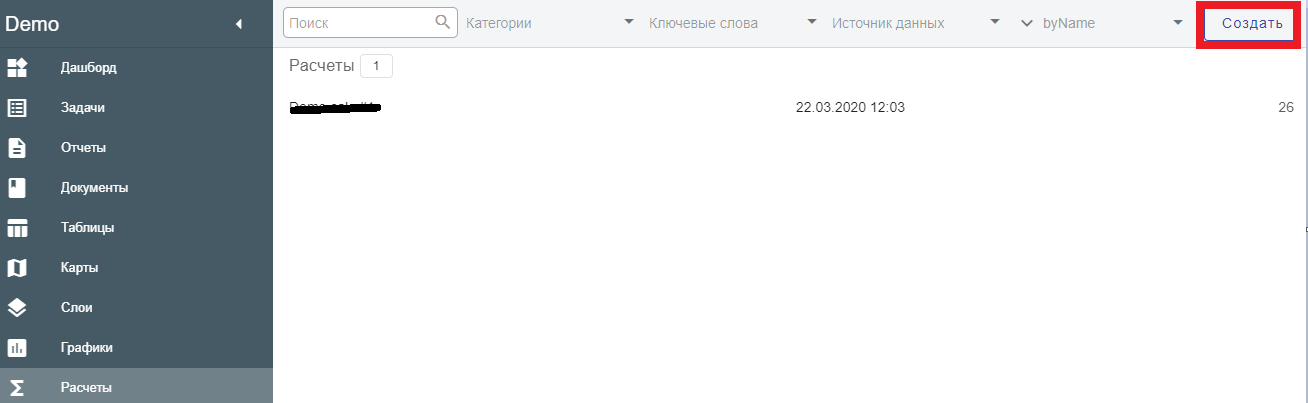 Demo
Поиск
Категории
Ключевые слова
Источник данных
byName
Создать
Дашборд
Задачи
Отчеты
Документы
Таблицы
Карты
Слои
Графики
Расчеты
Расчеты 1
22.03.2020 12:03
26